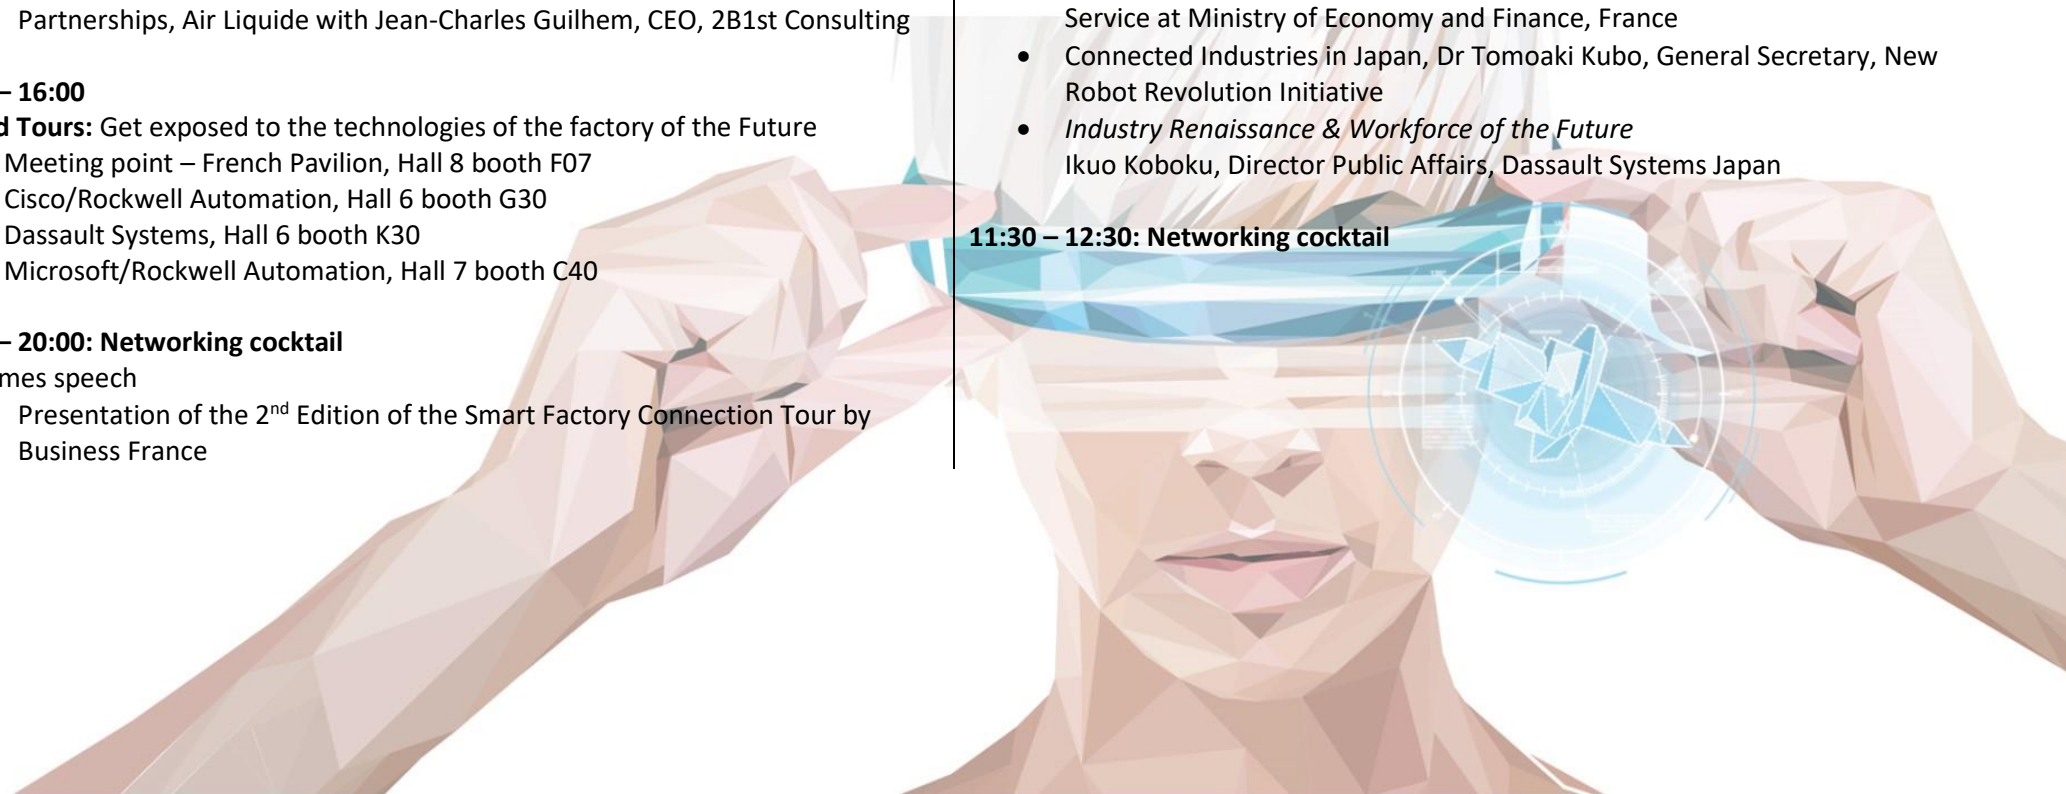 Partnerships, Air Liquide with Jean-Charles Guilhem, CEO, 2B1st Consulting
– 16:00
d Tours: Get exposed to the technologies of the factory of the Future
Meeting point – French Pavilion, Hall 8 booth F07
Cisco/Rockwell Automation, Hall 6 booth G30
Dassault Systems, Hall 6 booth K30
Microsoft/Rockwell Automation, Hall 7 booth C40
– 20:00: Networking cocktail
mes speech
Presentation of the 2nd Edition of the Smart Factory Connection Tour by
Business France
Service at Ministry of Economy and Finance, France
• Connected Industries in Japan, Dr Tomoaki Kubo, General Secretary, New
Robot Revolution Initiative
• Industry Renaissance & Workforce of the Future
Ikuo Koboku, Director Public Affairs, Dassault Systems Japan
11:30 – 12:30: Networking cocktail